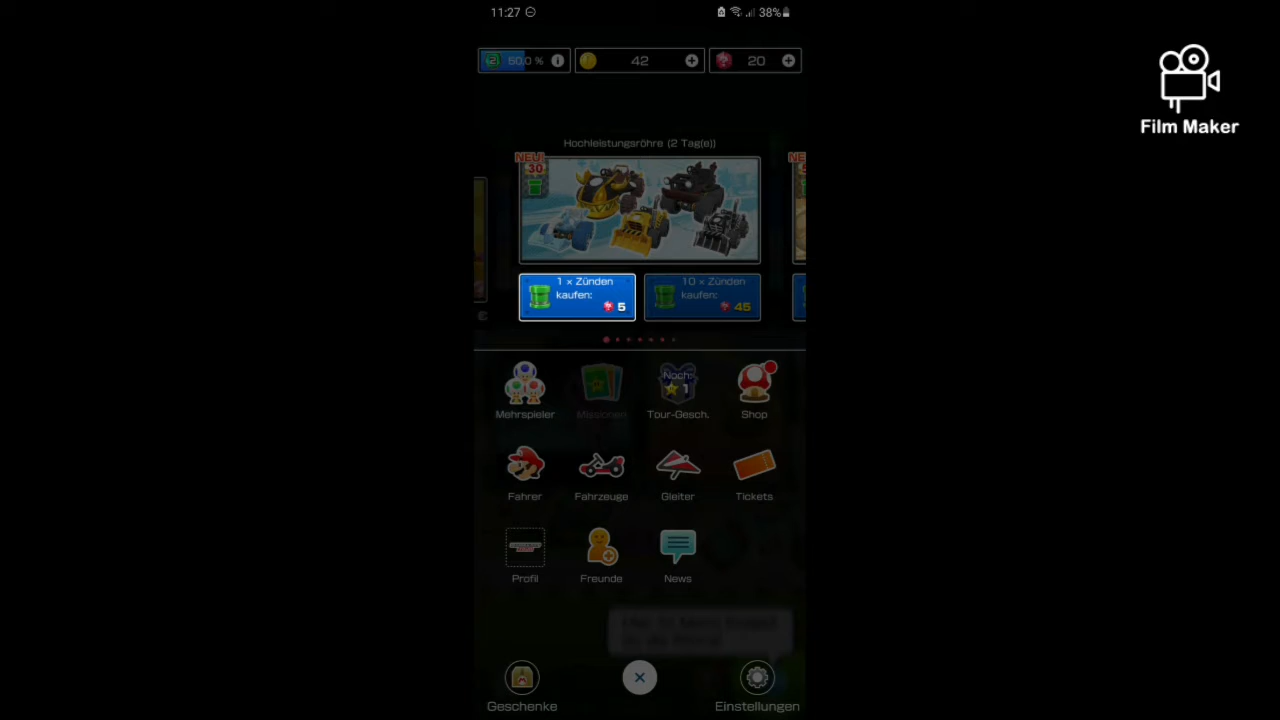 11:27
38%
Film Maker
2 50.0 % i 42 20
Hochleistungsröhre (2 Tag(e))
NEU!
30
NE
1 × Zünden
kaufen:
5
10 × Zünden
kaufen:
45
Noch:
1
Mehrspieler Missionen Tour-Gesch. Shop
Fahrer Fahrzeuge Gleiter Tickets
Profil Freunde News
Geschenke Einstellungen